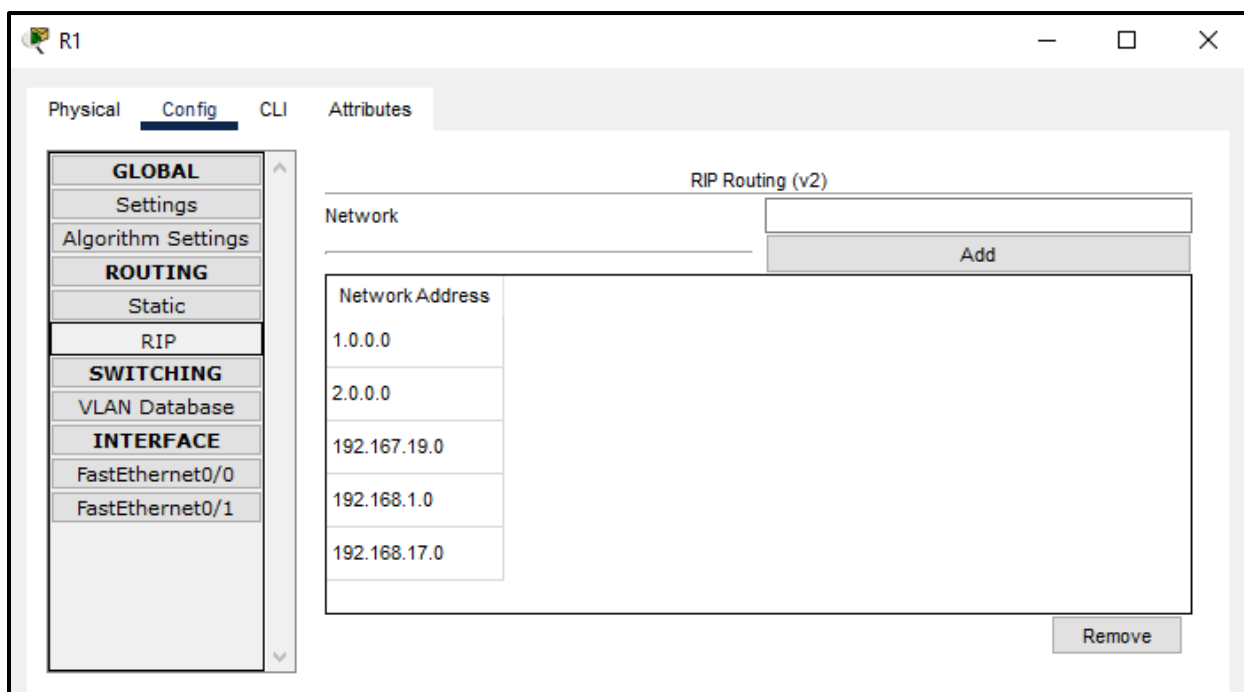 R1
Physical Config CLI Attributes
GLOBAL
Settings
Algorithm Settings
ROUTING
Static
RIP
SWITCHING
VLAN Database
INTERFACE
FastEthernet0/0
FastEthernet0/1
RIP Routing (v2)
Network
Add
Network Address
1.0.0.0
2.0.0.0
192.167.19.0
192.168.1.0
192.168.17.0
Remove